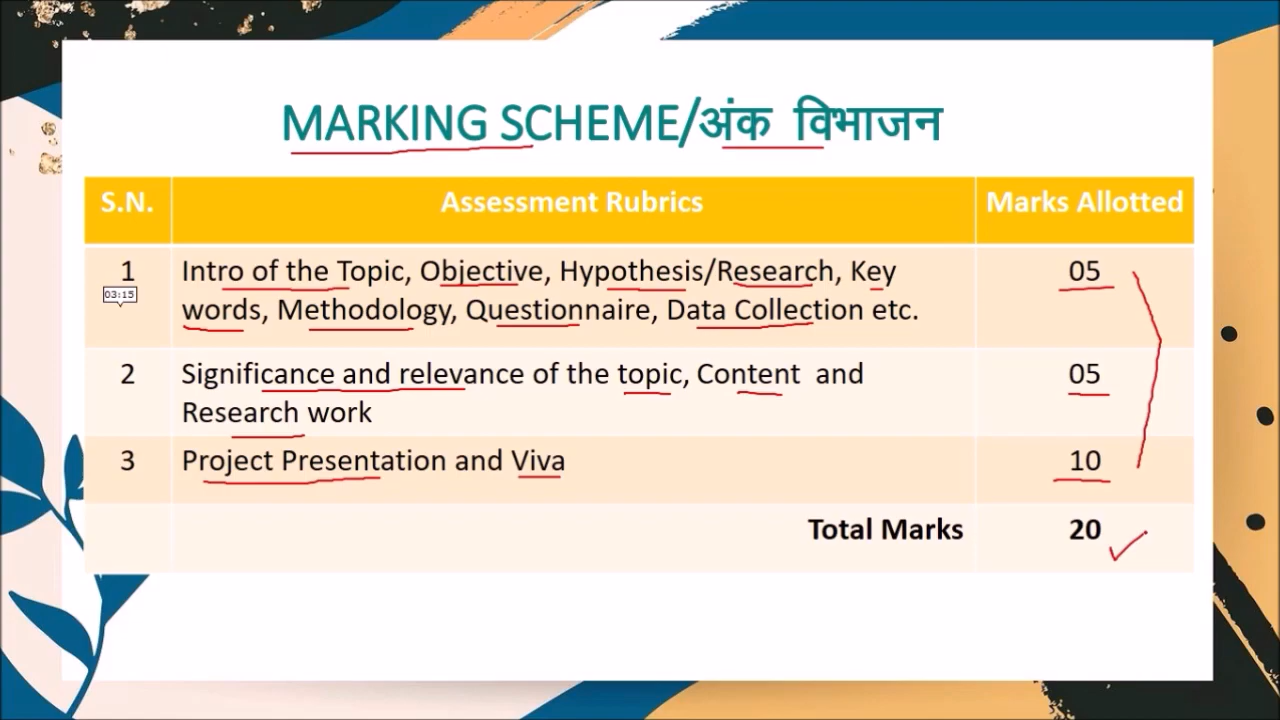 MARKING SCHEME/अंक विभाजन
S.N. Assessment Rubrics Marks Allotted
1 Intro of the Topic, Objective, Hypothesis/Research, Key 05
03:15
words, Methodology, Questionnaire, Data Collection etc.
2 Significance and relevance of the topic, Content and 05
Research work
3 Project Presentation and Viva 10
Total Marks 20